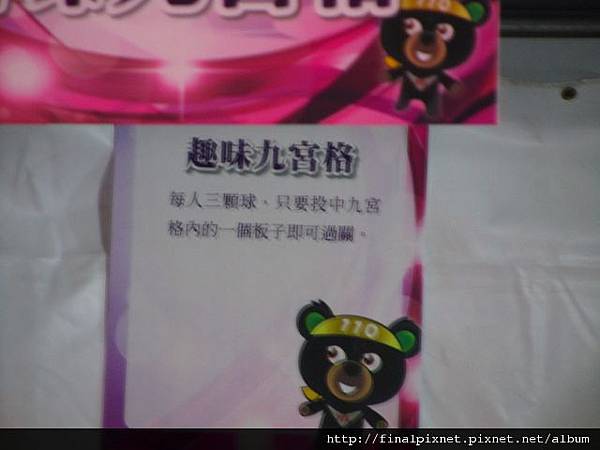 110
趣味九宮格
每人三顆球、只要投中九宮
格內的一個板子即可過關。
110
http://finalpixnet.pixnet.net/album